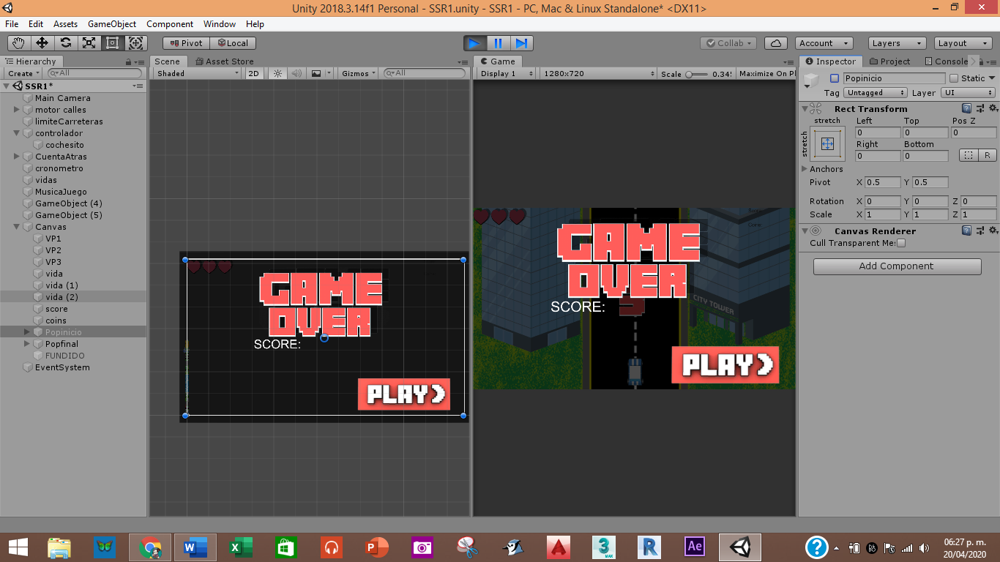 Unity 2018.3.14f1 Personal - SSR1.unity - SSR1 - PC, Mac & Linux Standalone* <DX11>
File Edit Assets GameObject Component Window Help
Pivot Local Collab Account Layers Layout
Hierarchy
Create All
SSR1*
Main Camera
motor calles
limiteCarreteras
controlador
cochesito
CuentaAtras
cronometro
vidas
MusicaJuego
GameObject (4)
GameObject (5)
Canvas
VP1
VP2
VP3
vida
vida (1)
vida (2)
score
coins
Popinicio
Popfinal
FUNDIDO
EventSystem
Scene Asset Store
Shaded 2D Gizmos All
GAME
OVER
SCORE:
PLAY
Game
Display 1 1280x720 Scale 0.34 Maximize On Pl
GAME
OVER
SCORE: 3
CITY TOWER
PLAY
Inspector Project Console
Popinicio Static
Tag Untagged Layer UI
Rect Transform
stretch Left Top Pos Z
stretch 0 0 0
Right Bottom
0 0 R
Anchors
Pivot X 0.5 Y 0.5
Rotation X 0 Y 0 Z 0
Scale X 1 Y 1 Z 1
Canvas Renderer
Cull Transparent Me
Add Component
Ae
3
MAX
06:27 p. m.
20/04/2020